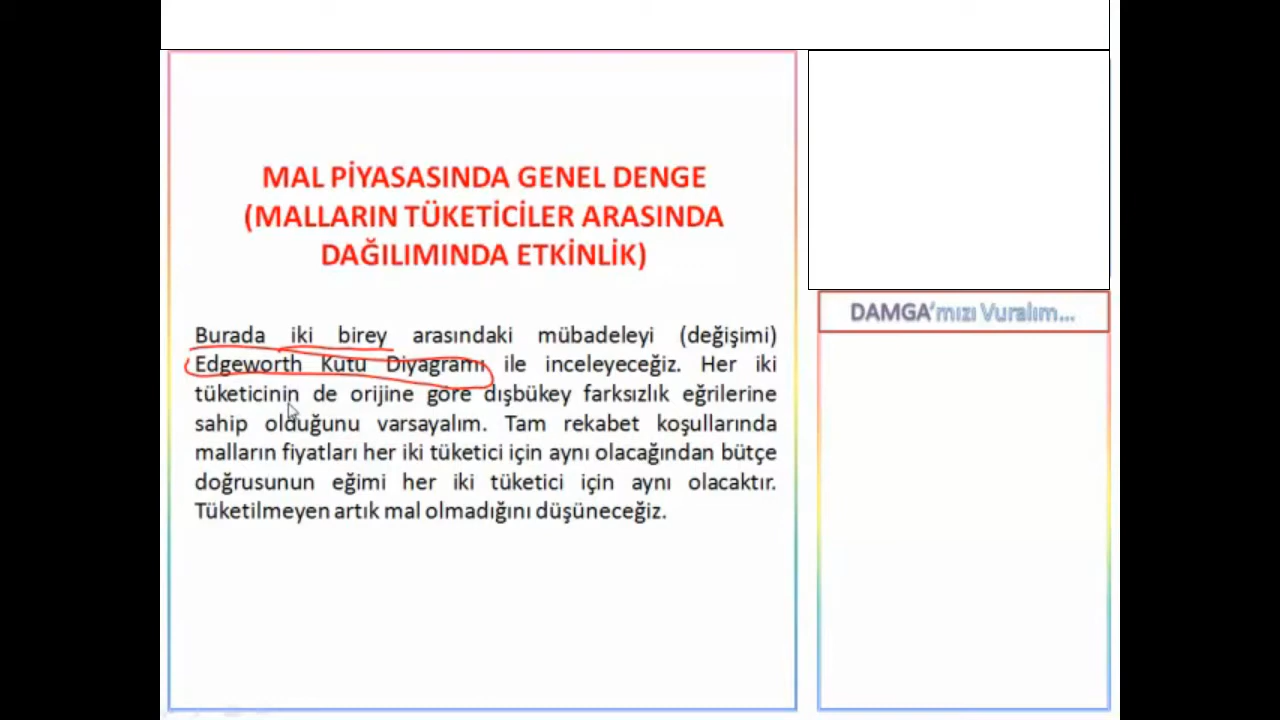 MAL PİYASASINDA GENEL DENGE
(MALLARIN TÜKETİCİLER ARASINDA
DAĞILIMINDA ETKİNLİK)
Burada iki birey arasındaki mübadeleyi (değişimi)
Edgeworth Kutu Diyagramı ile inceleyeceğiz. Her iki
tüketicinin de orijine göre dışbükey farksızlık eğrilerine
sahip olduğunu varsayalım. Tam rekabet koşullarında
malların fiyatları her iki tüketici için aynı olacağından bütçe
doğrusunun eğimi her iki tüketici için aynı olacaktır.
Tüketilmeyen artık mal olmadığını düşüneceğiz.
DAMGA'mızı Vuralım...